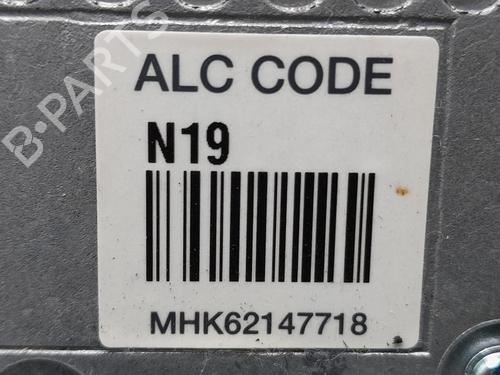 B-PARTS
ALC CODE
N19
MHK62147718